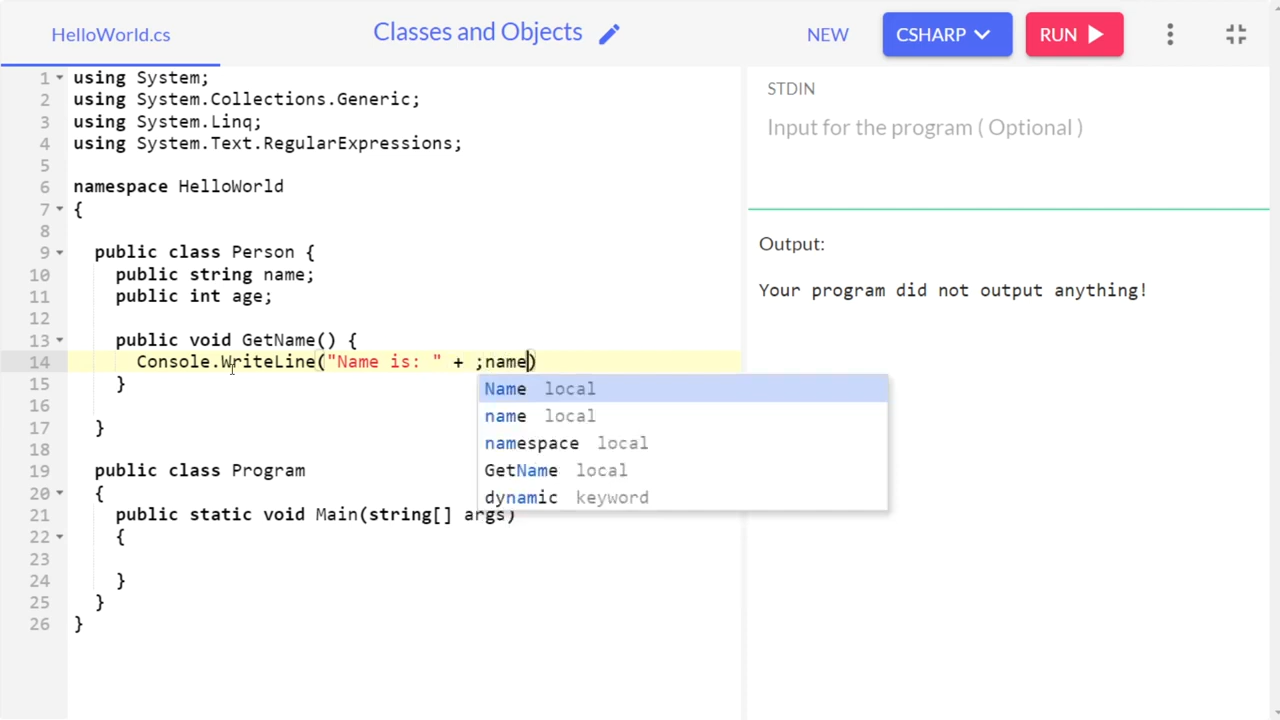 HelloWorld.cs
Classes and Objects
NEW
CSHARP
RUN
1 using System;
2 using System.Collections.Generic;
3 using System.Linq;
4 using System.Text.RegularExpressions;
5
6 namespace HelloWorld
7 {
8
9 public class Person {
10 public string name;
11 public int age;
12
13 public void GetName() {
14 Console.WriteLine("Name is: " + ;name)
15 }
16
17 }
18
19 public class Program
20 {
21 public static void Main(string[] args)
22 {
23
24 }
25 }
26 }
Name local
name local
namespace local
GetName local
dynamic keyword
STDIN
Input for the program ( Optional )
Output:
Your program did not output anything!